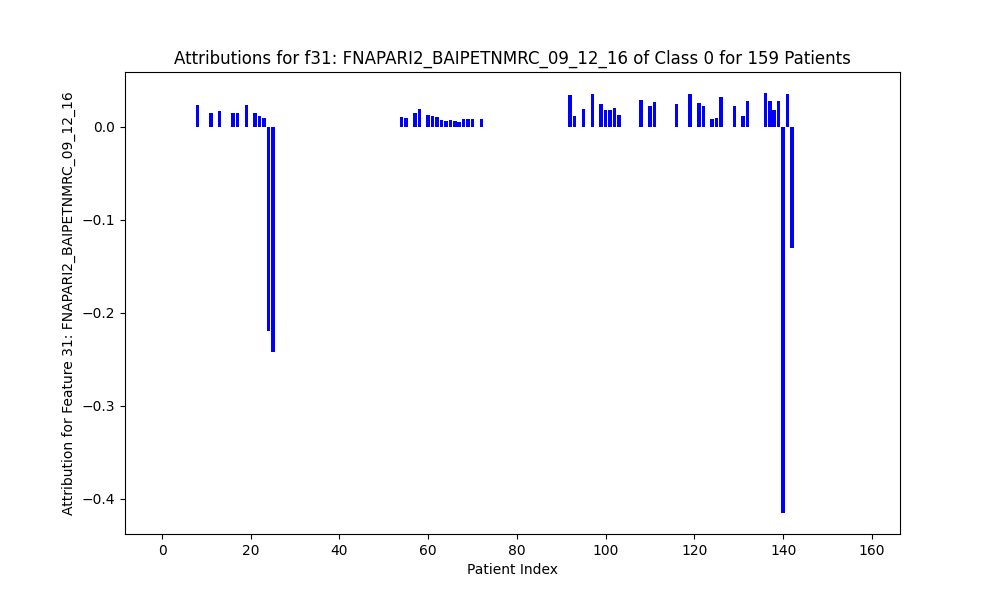 Attributions for f31: FNAPARI2_BAIPETNMRC_09_12_16 of Class 0 for 159 Patients
Attribution for Feature 31: FNAPARI2_BAIPETNMRC_09_12_16
0.0
−0.1
−0.2
−0.3
−0.4
0 20 40 60 80 100 120 140 160
Patient Index